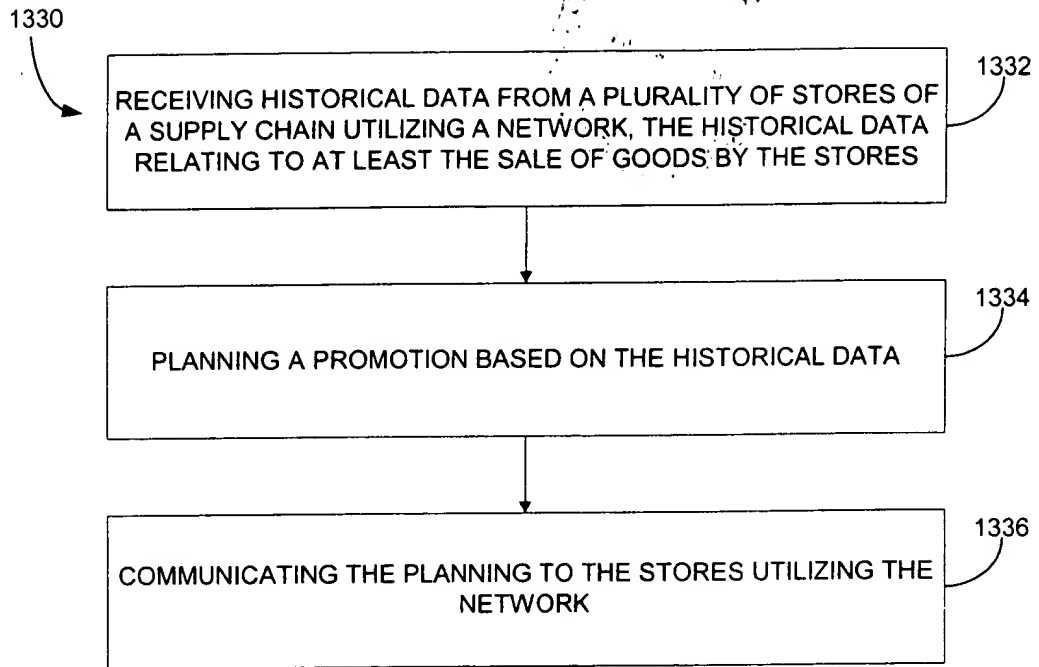 1330
1332
RECEIVING HISTORICAL DATA FROM A PLURALITY OF STORES OF
A SUPPLY CHAIN UTILIZING A NETWORK, THE HISTORICAL DATA
RELATING TO AT LEAST THE SALE OF GOODS BY THE STORES
1334
PLANNING A PROMOTION BASED ON THE HISTORICAL DATA
1336
COMMUNICATING THE PLANNING TO THE STORES UTILIZING THE
NETWORK